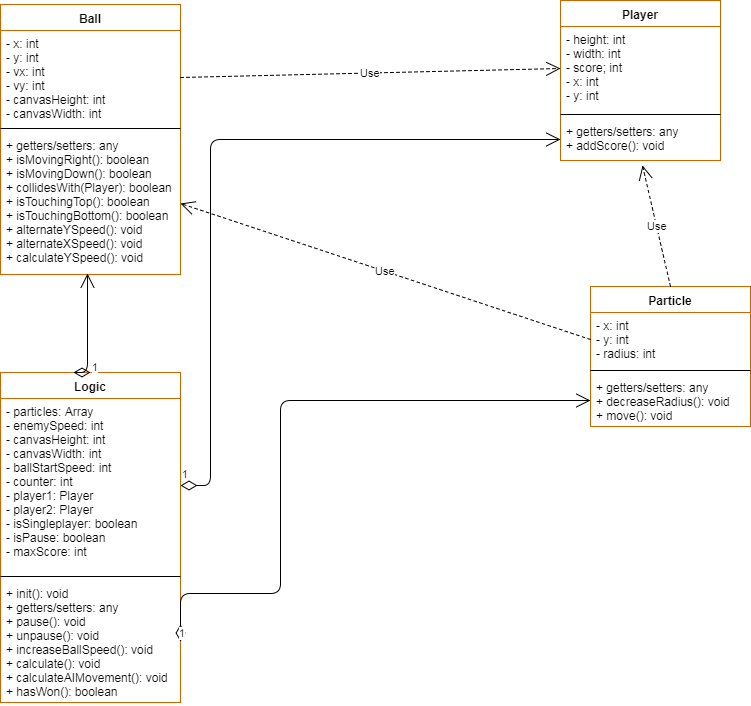 Ball
- x: int
- y: int
- vx: int
- vy: int
- canvasHeight: int
- canvasWidth: int
+ getters/setters: any
+ isMovingRight(): boolean
+ isMovingDown(): boolean
+ collidesWith(Player): boolean
+ isTouchingTop(): boolean
+ isTouchingBottom(): boolean
+ alternateYSpeed(): void
+ alternateXSpeed(): void
+ calculateYSpeed(): void
Use
Player
- height: int
- width: int
- score; int
- x: int
- y: int
+ getters/setters: any
+ addScore(): void
Use
Use
Particle
- x: int
- y: int
- radius: int
+ getters/setters: any
+ decreaseRadius(): void
+ move(): void
1
Logic
- particles: Array
- enemySpeed: int
- canvasHeight: int
- canvasWidth: int
- ballStartSpeed: int
- counter: int
- player1: Player
- player2: Player
- isSingleplayer: boolean
- isPause: boolean
- maxScore: int
1
+ init(): void
+ getters/setters: any
+ pause(): void
+ unpause(): void
+ increaseBallSpeed(): void
+ calculate(): void
+ calculateAIMovement(): void
+ hasWon(): boolean
1